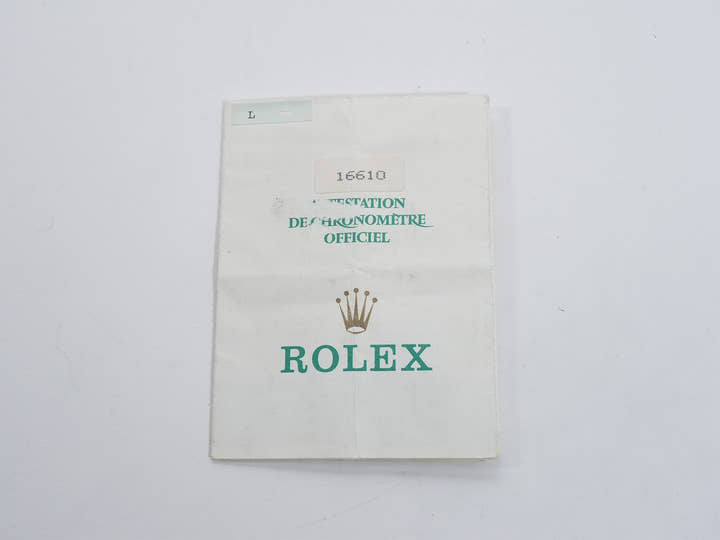 L
16610
ATTESTATION
DE CHRONOMÈTRE
OFFICIEL
ROLEX